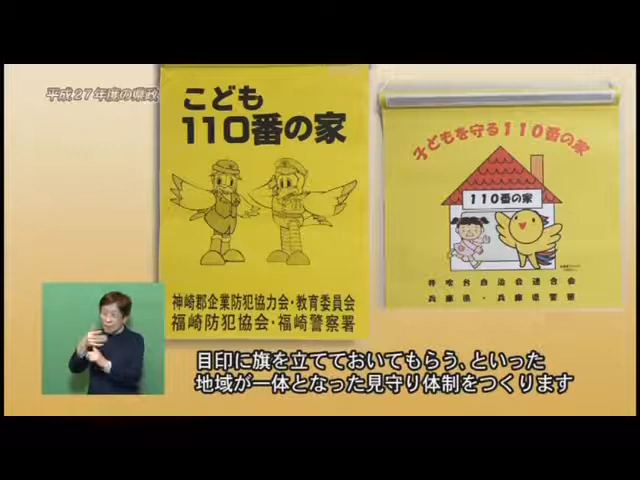 平成27年度の県政
こども
110番の家
神崎郡企業防犯協力会・教育委員会
福崎防犯協会・福崎警察署
子どもを守る110番の家
110番の家
井吹台自治会連合会
兵庫県・兵庫県警察
目印に旗を立てておいてもらう、といった
地域が一体となった見守り体制をつくります